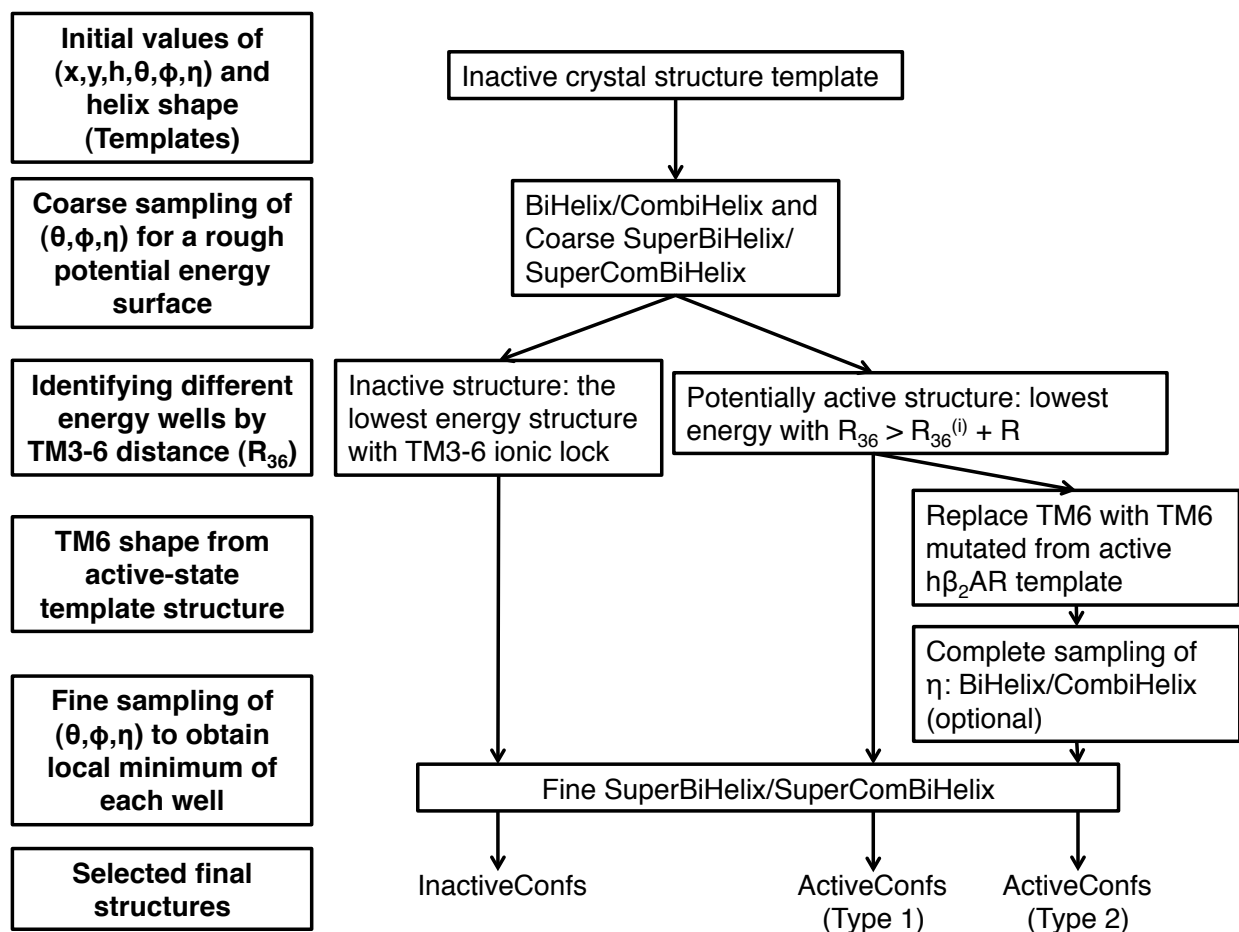 Initial values of
(x,y,h,θ,ϕ,η) and
helix shape
(Templates)
Inactive crystal structure template
Coarse sampling of
(θ,ϕ,η) for a rough
potential energy
surface
BiHelix/CombiHelix and
Coarse SuperBiHelix/
SuperComBiHelix
Identifying different
energy wells by
TM3-6 distance (R₃₆)
Inactive structure: the
lowest energy structure
with TM3-6 ionic lock
Potentially active structure: lowest
energy with R₃₆ > R₃₆⁽ⁱ⁾ + R
TM6 shape from
active-state
template structure
Replace TM6 with TM6
mutated from active
hβ₂AR template
Complete sampling of
η: BiHelix/CombiHelix
(optional)
Fine sampling of
(θ,ϕ,η) to obtain
local minimum of
each well
Fine SuperBiHelix/SuperComBiHelix
Selected final
structures
InactiveConfs
ActiveConfs
(Type 1)
ActiveConfs
(Type 2)